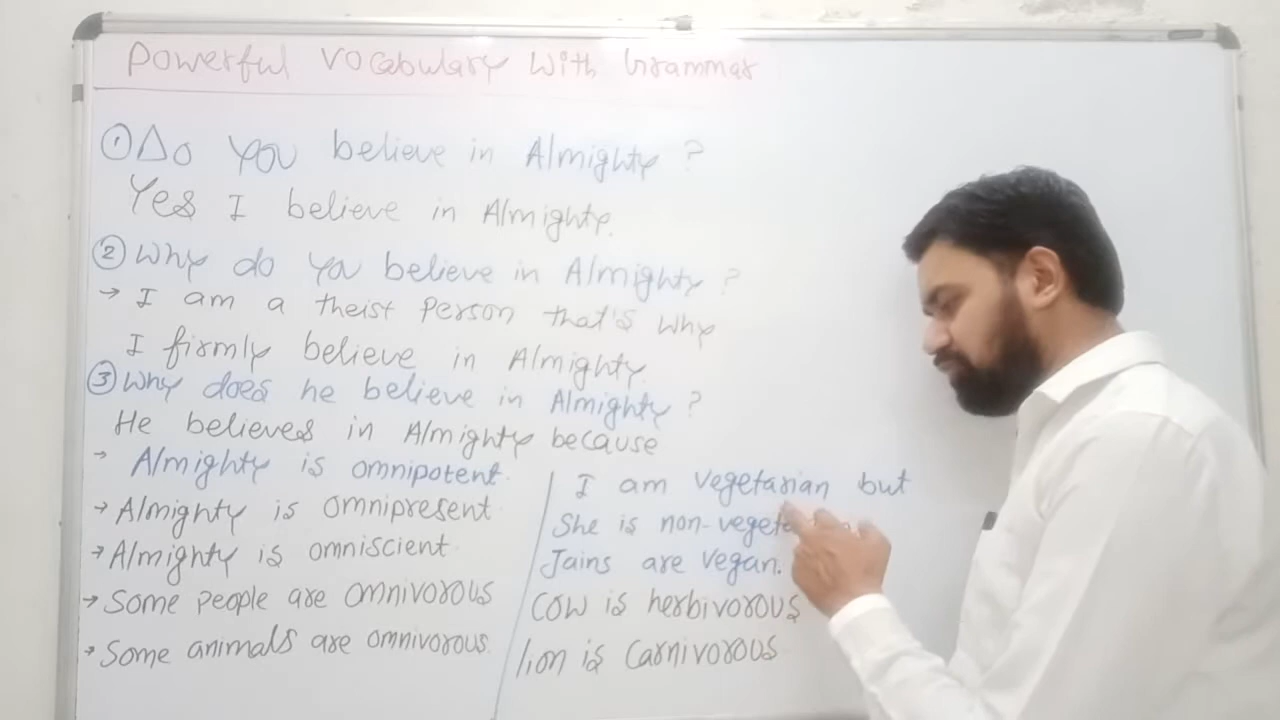 Powerful vocabulary with Grammar
① Do you believe in Almighty ?
Yes I believe in Almighty.
② Why do you believe in Almighty ?
→ I am a theist Person that's why
I firmly believe in Almighty.
③ Why does he believe in Almighty ?
He believes in Almighty because
→ Almighty is omnipotent.
→ Almighty is omnipresent
→ Almighty is omniscient.
→ Some people are omnivorous
→ Some animals are omnivorous.
I am vegetarian but
She is non-veget
Jains are vegan.
Cow is herbivorous
lion is Carnivorous